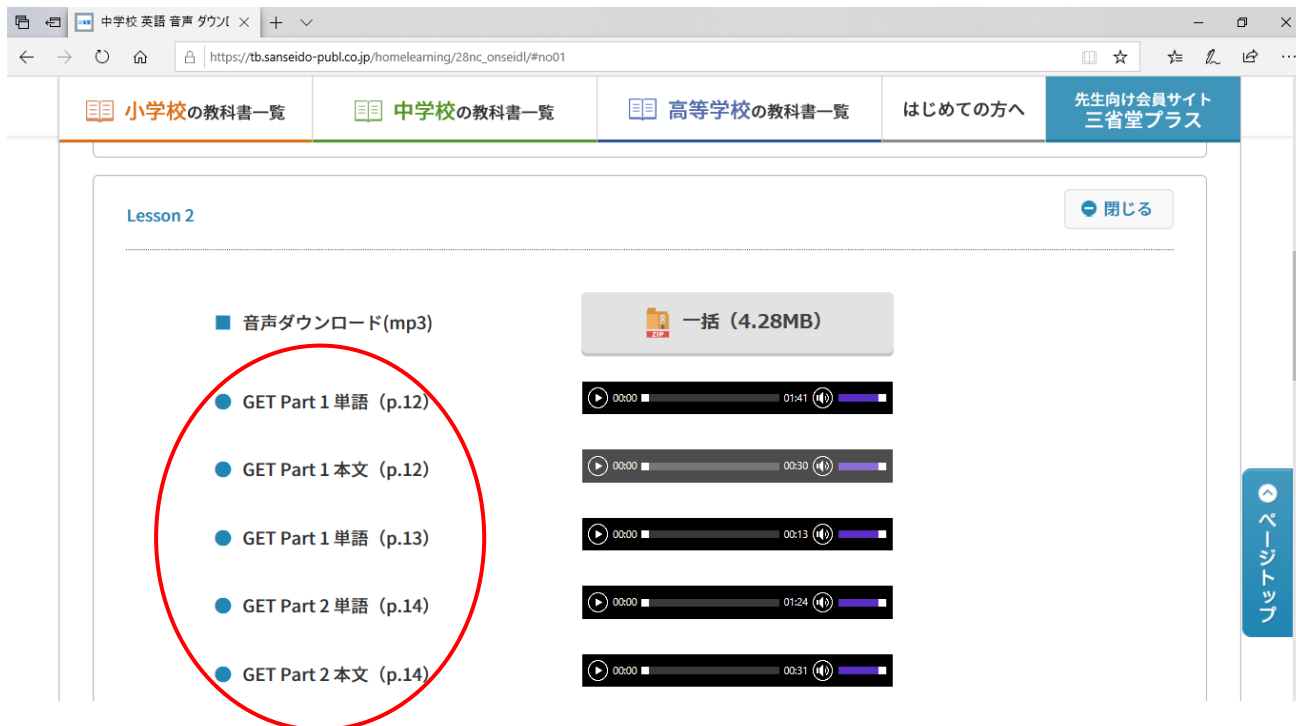 中学校 英語 音声 ダウンl
https://tb.sanseido-publ.co.jp/homelearning/28nc_onseidl/#no01
小学校の教科書一覧
中学校の教科書一覧
高等学校の教科書一覧
はじめての方へ
先生向け会員サイト
三省堂プラス
Lesson 2
閉じる
音声ダウンロード(mp3)
ZIP 一括（4.28MB）
GET Part 1 単語（p.12）
00:00 01:41
GET Part 1 本文（p.12）
00:00 00:30
GET Part 1 単語（p.13）
00:00 00:13
GET Part 2 単語（p.14）
00:00 01:24
GET Part 2 本文（p.14）
00:00 00:31
ページトップ